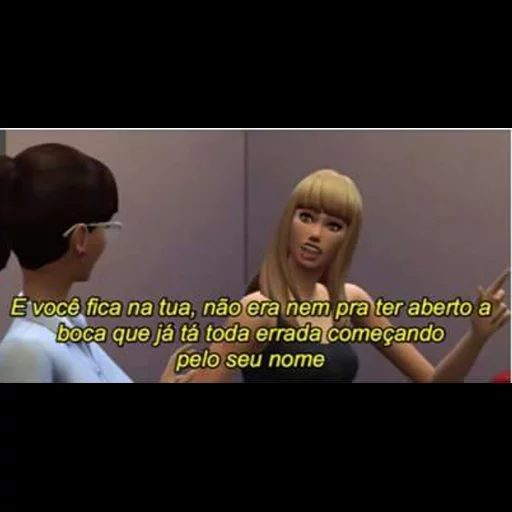 E você fica na tua, não era nem pra ter aberto a
boca que já tá toda errada começando
pelo seu nome